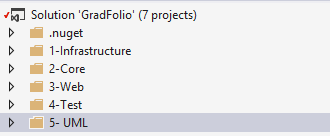 Solution 'GradFolio' (7 projects)
.nuget
1-Infrastructure
2-Core
3-Web
4-Test
5- UML